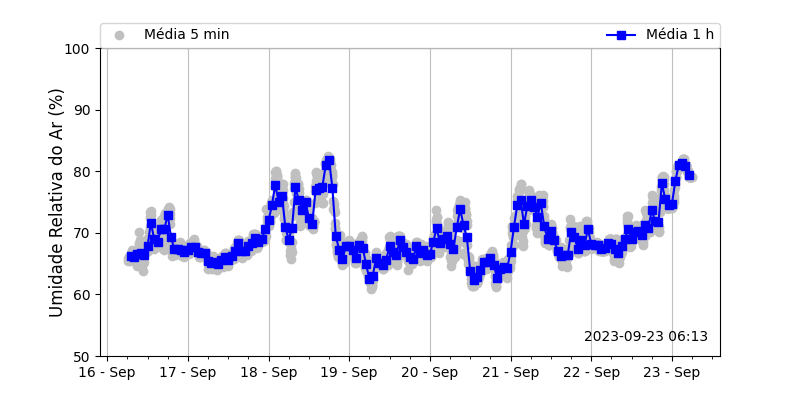 Média 5 min
Média 1 h
Umidade Relativa do Ar (%)
100
90
80
70
60
50
2023-09-23 06:13
16 - Sep
17 - Sep
18 - Sep
19 - Sep
20 - Sep
21 - Sep
22 - Sep
23 - Sep